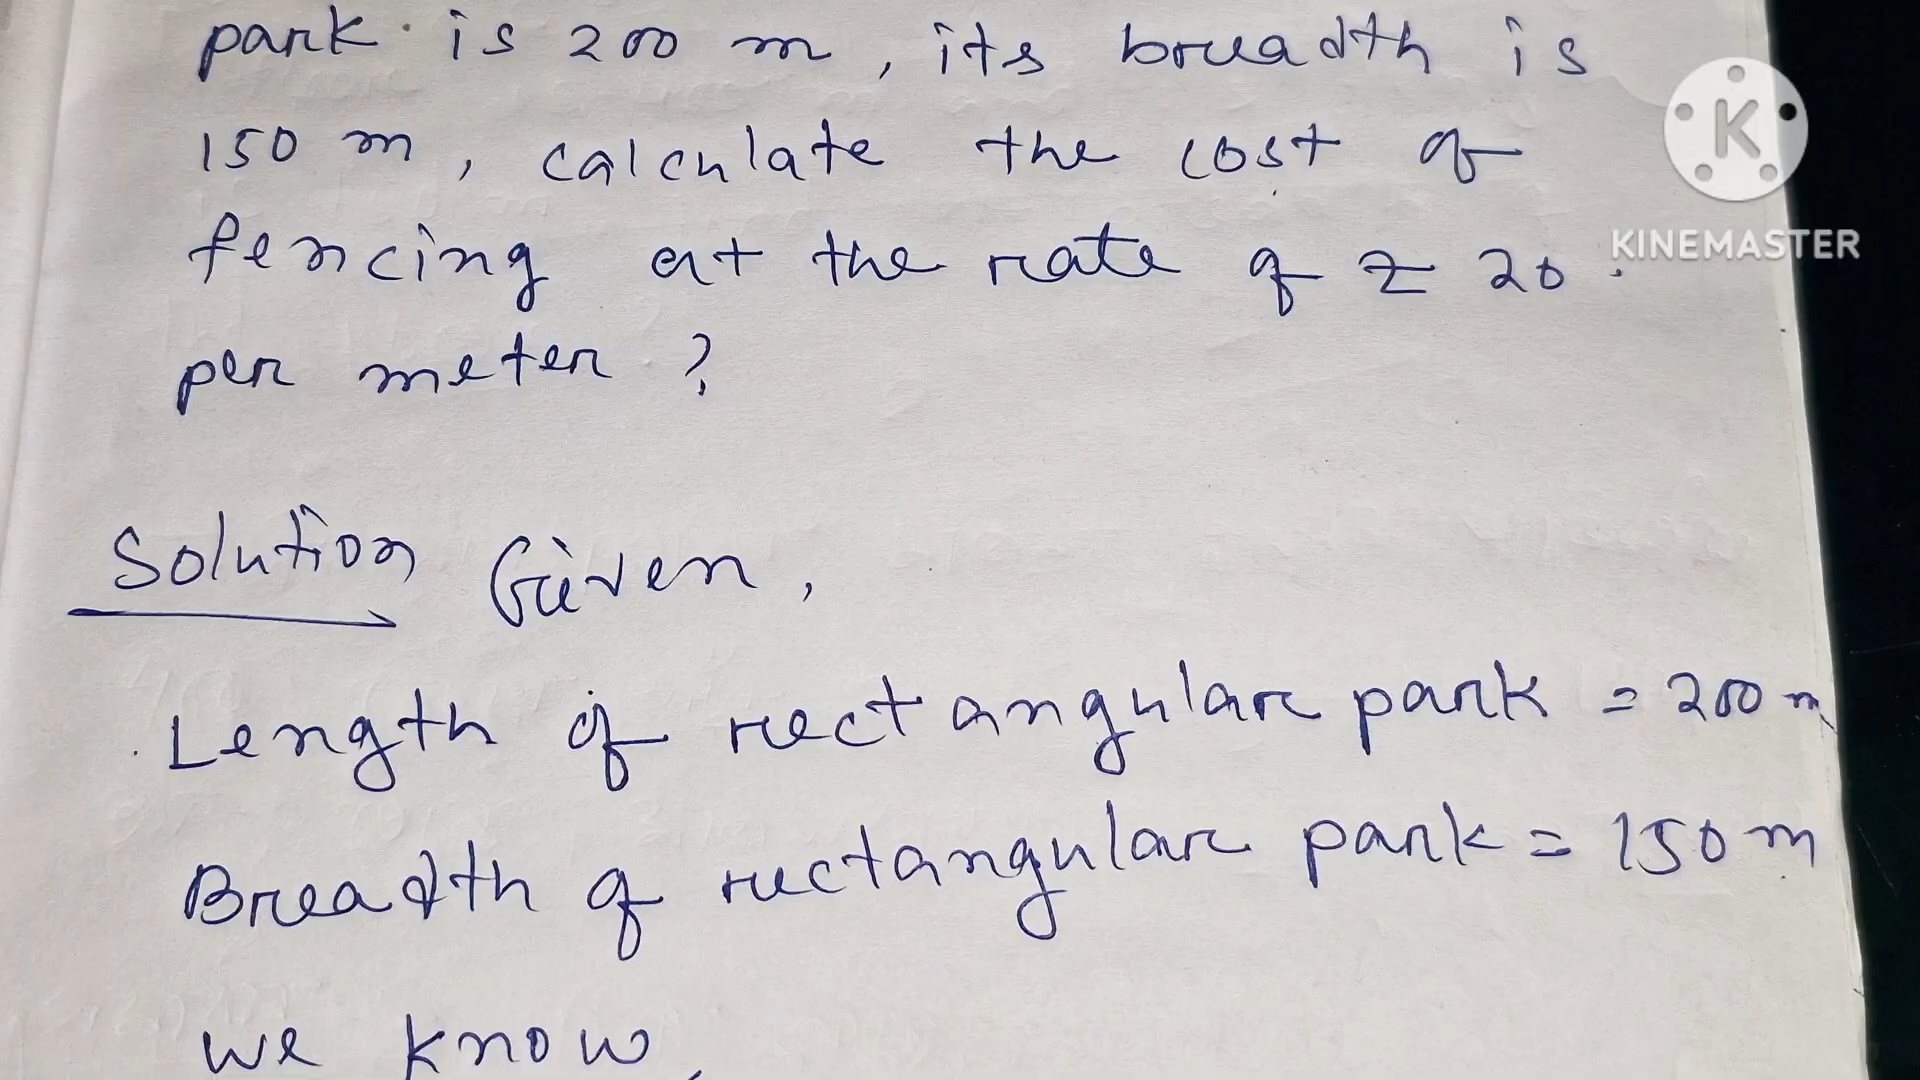 park is 200 m, its breadth is
150 m, calculate the cost of
fencing at the rate of ₹ 20
per meter?
K
KINEMASTER
Solution Given,
Length of rectangular park = 200 m
Breadth of rectangular park = 150 m
we know,